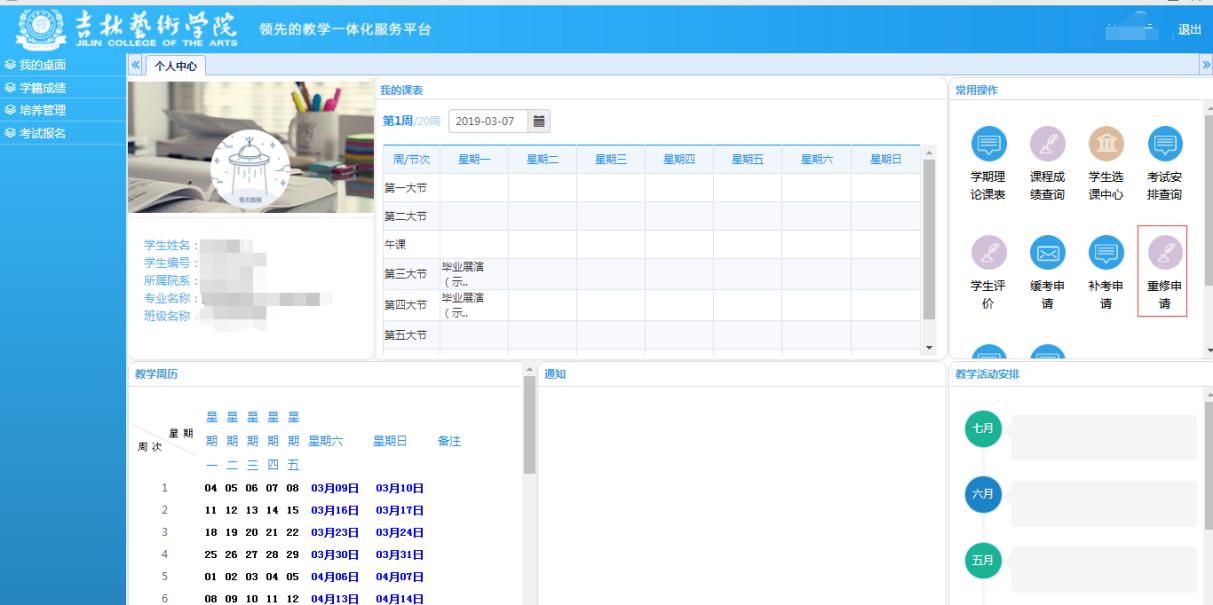 吉林藝術学院
JILIN COLLEGE OF THE ARTS
领先的教学一体化服务平台
退出
我的桌面
学籍成绩
培养管理
考试报名
个人中心
学生姓名：
学生编号：
所属院系：
专业名称：
班级名称：
我的课表
第1周/20周 2019-03-07
周/节次 星期一 星期二 星期三 星期四 星期五 星期六 星期日
第一大节
第二大节
午课
第三大节 毕业展演
（示..
第四大节 毕业展演
（示..
第五大节
常用操作
学期理 课程成 学生选 考试安
论课表 绩查询 课中心 排查询
学生评 缓考申 补考申 重修申
价 请 请 请
教学周历
星 星 星 星 星
星 期 期 期 期 期 期 星期六 星期日 备注
周 次
一 二 三 四 五
1 04 05 06 07 08 03月09日 03月10日
2 11 12 13 14 15 03月16日 03月17日
3 18 19 20 21 22 03月23日 03月24日
4 25 26 27 28 29 03月30日 03月31日
5 01 02 03 04 05 04月06日 04月07日
6 08 09 10 11 12 04月13日 04月14日
通知
教学活动安排
七月
六月
五月